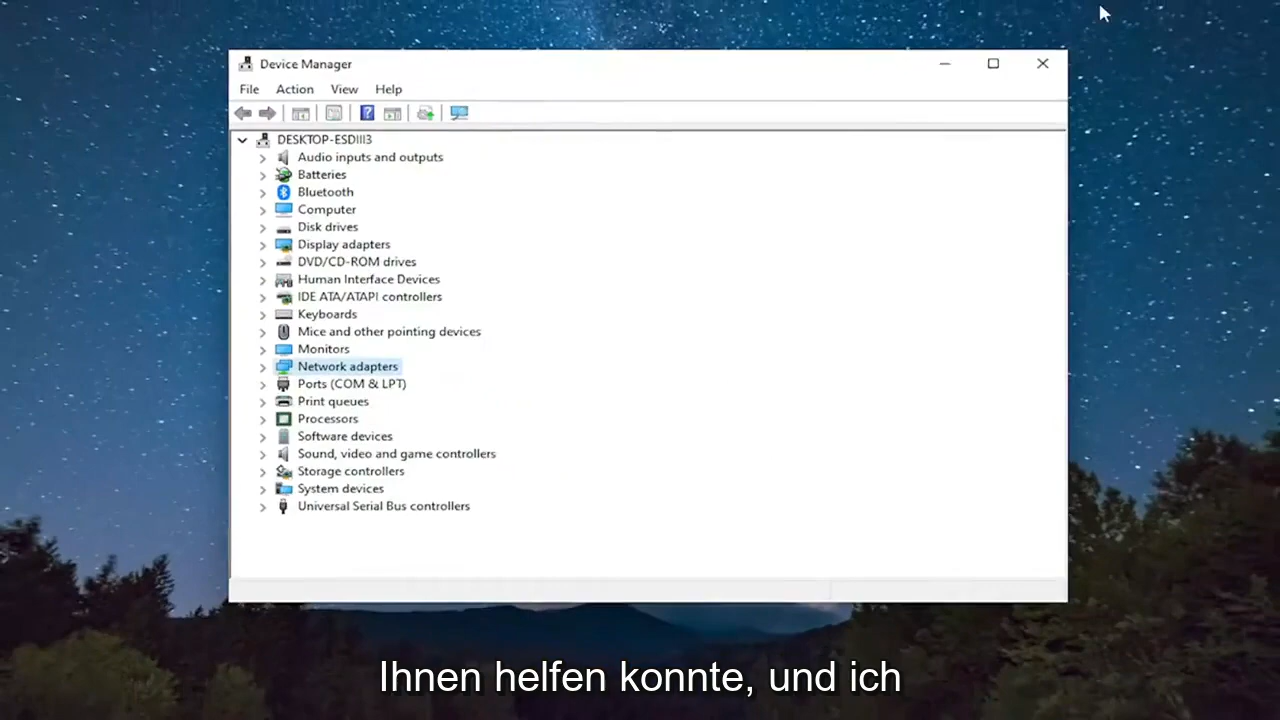 Device Manager
File Action View Help
DESKTOP-ESDIII3
Audio inputs and outputs
Batteries
Bluetooth
Computer
Disk drives
Display adapters
DVD/CD-ROM drives
Human Interface Devices
IDE ATA/ATAPI controllers
Keyboards
Mice and other pointing devices
Monitors
Network adapters
Ports (COM & LPT)
Print queues
Processors
Software devices
Sound, video and game controllers
Storage controllers
System devices
Universal Serial Bus controllers
Ihnen helfen konnte, und ich